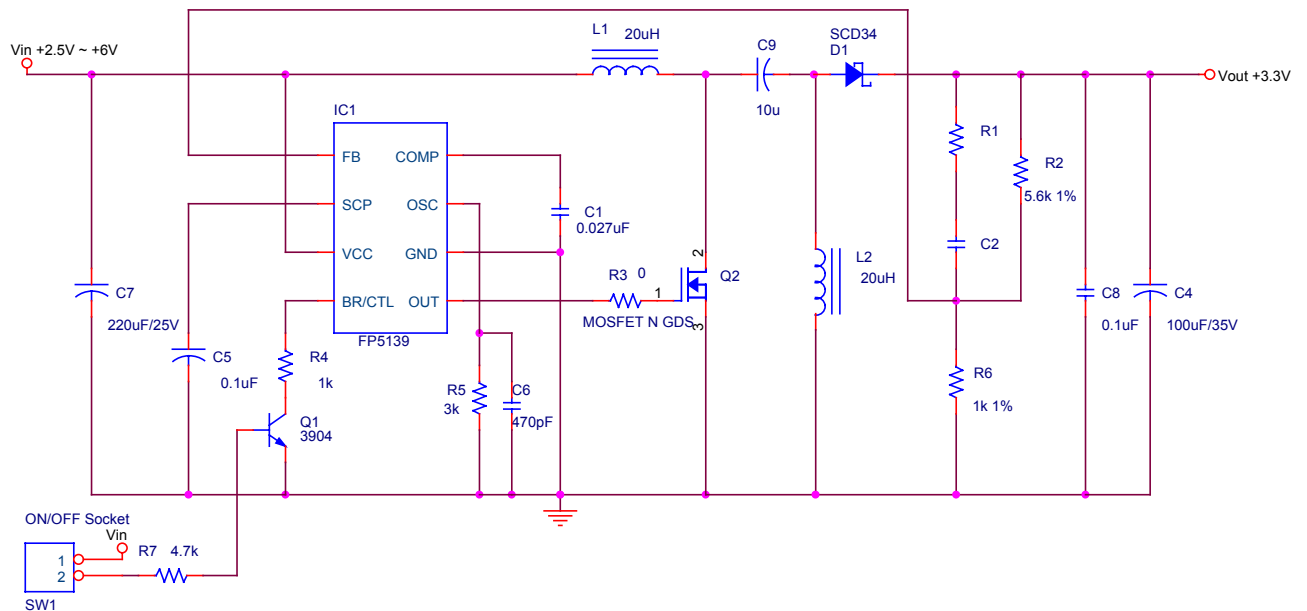 Vin +2.5V ~ +6V
L1 20uH
C9
10u
SCD34
D1
Vout +3.3V
IC1
FB COMP
SCP OSC
VCC GND
BR/CTL OUT
FP5139
C1
0.027uF
R1
R2
5.6k 1%
C2
C7
220uF/25V
C5
0.1uF
R4
1k
Q1
3904
R5
3k
C6
470pF
R3 0
1
2
3
Q2
MOSFET N GDS
L2
20uH
C8
0.1uF
C4
100uF/35V
R6
1k 1%
ON/OFF Socket
Vin
1
2
R7 4.7k
SW1